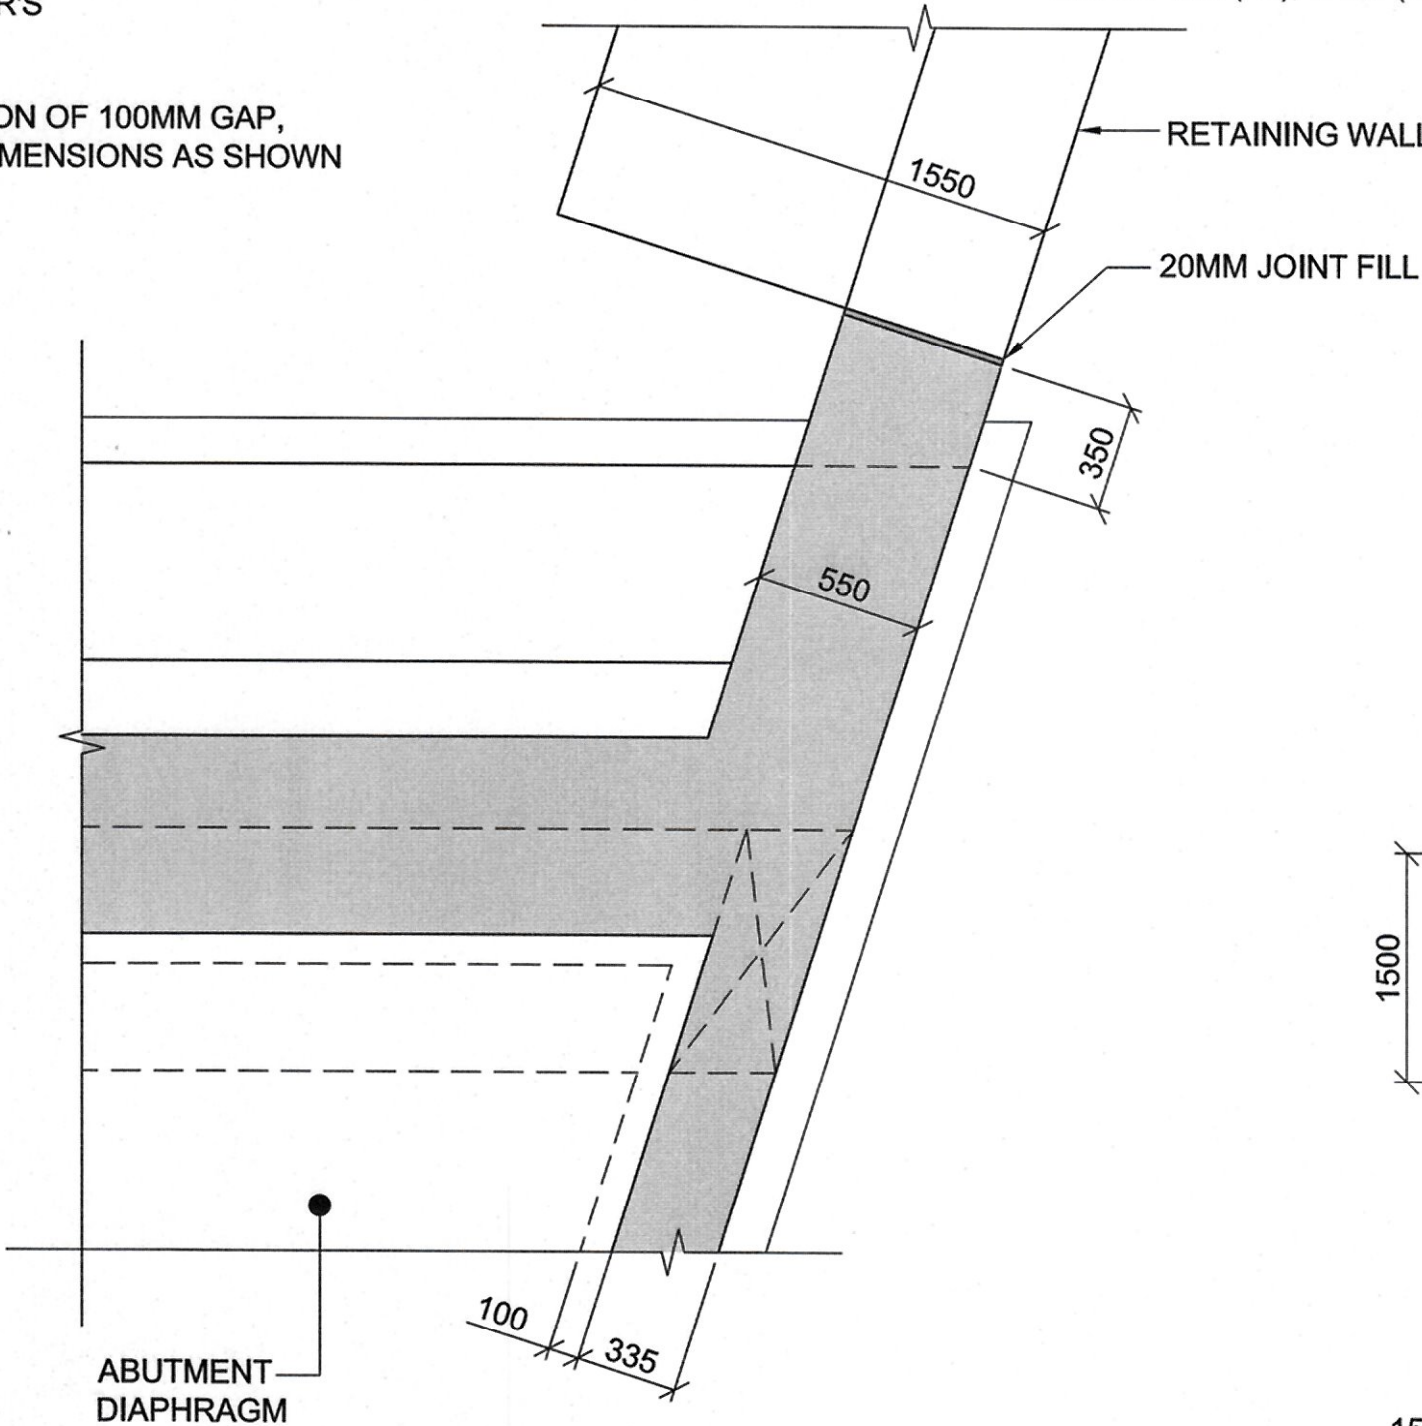 R'S
ON OF 100MM GAP,
MENSIONS AS SHOWN
RETAINING WALL
1550
20MM JOINT FILL
350
550
1500
100
335
ABUTMENT
DIAPHRAGM